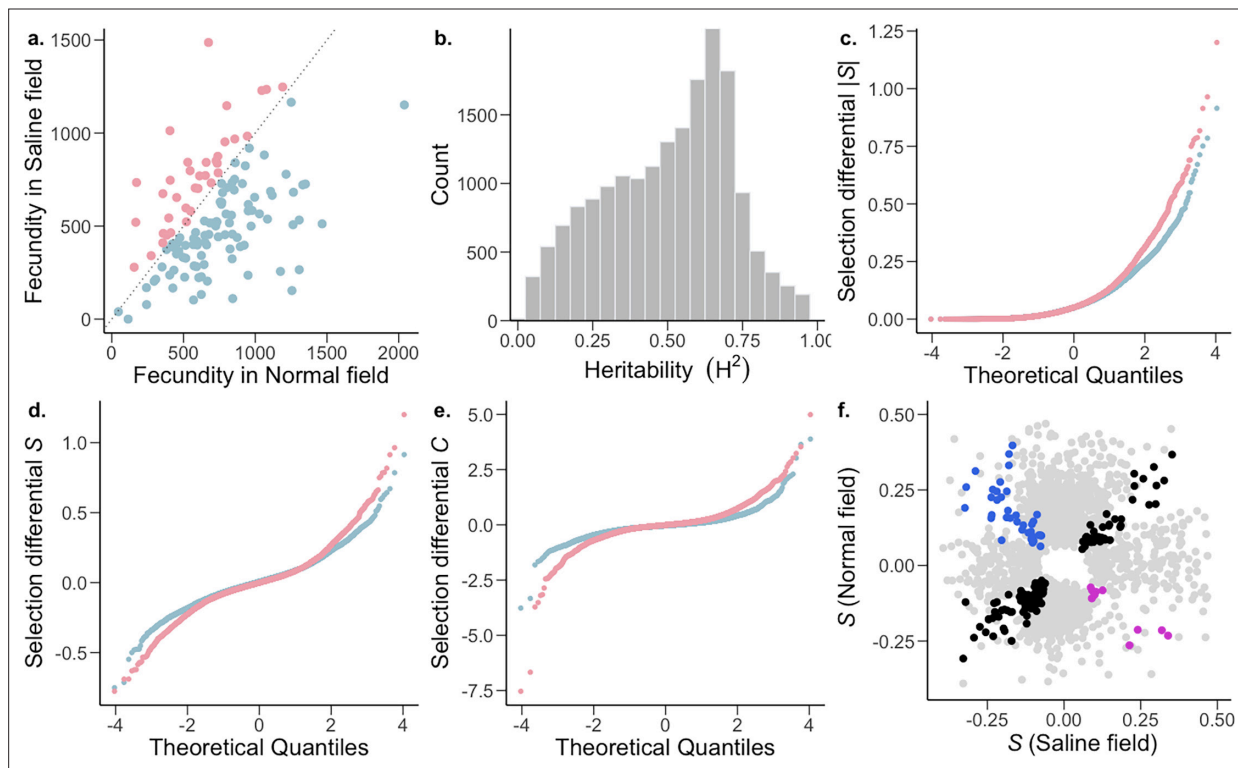 a.
1500
1000
500
0
Fecundity in Saline field
0 500 1000 1500 2000
Fecundity in Normal field
b.
1500
1000
500
0
Count
0.00 0.25 0.50 0.75 1.00
Heritability (H²)
c.
1.25
1.00
0.75
0.50
0.25
0.00
Selection differential |S|
-4 -2 0 2 4
Theoretical Quantiles
d.
1.0
0.5
0.0
-0.5
Selection differential S
-4 -2 0 2 4
Theoretical Quantiles
e.
5.0
2.5
0.0
-2.5
-5.0
-7.5
Selection differential C
-4 -2 0 2 4
Theoretical Quantiles
f.
0.50
0.25
0.00
-0.25
S (Normal field)
-0.25 0.00 0.25 0.50
S (Saline field)